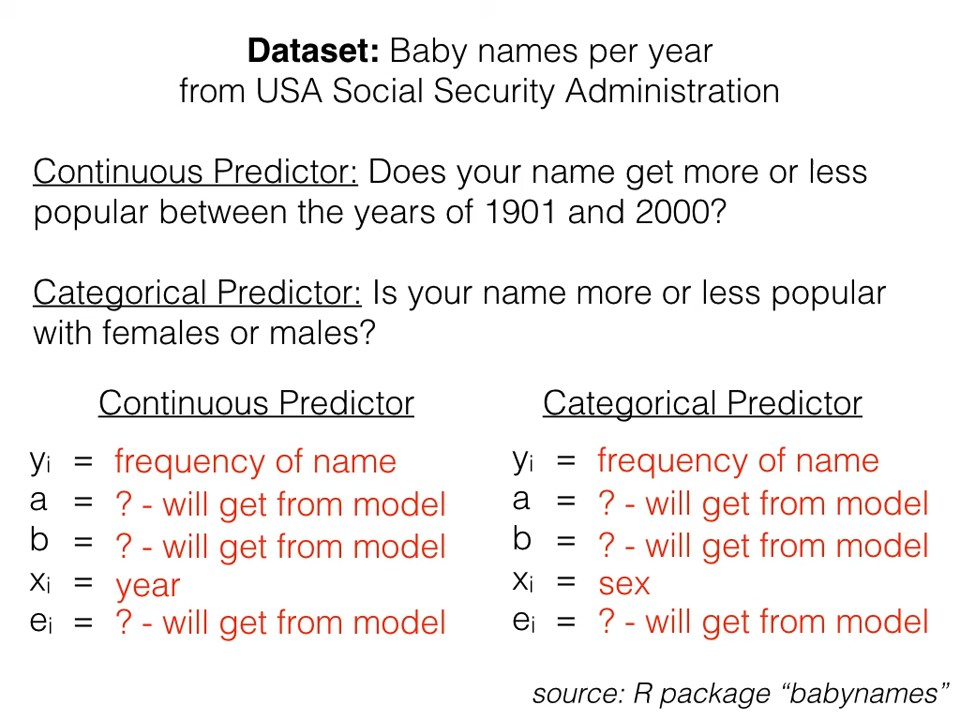 Dataset: Baby names per year
from USA Social Security Administration
Continuous Predictor: Does your name get more or less
popular between the years of 1901 and 2000?
Categorical Predictor: Is your name more or less popular
with females or males?
Continuous Predictor
yi = frequency of name
a = ? - will get from model
b = ? - will get from model
xi = year
ei = ? - will get from model
Categorical Predictor
yi = frequency of name
a = ? - will get from model
b = ? - will get from model
xi = sex
ei = ? - will get from model
source: R package “babynames”